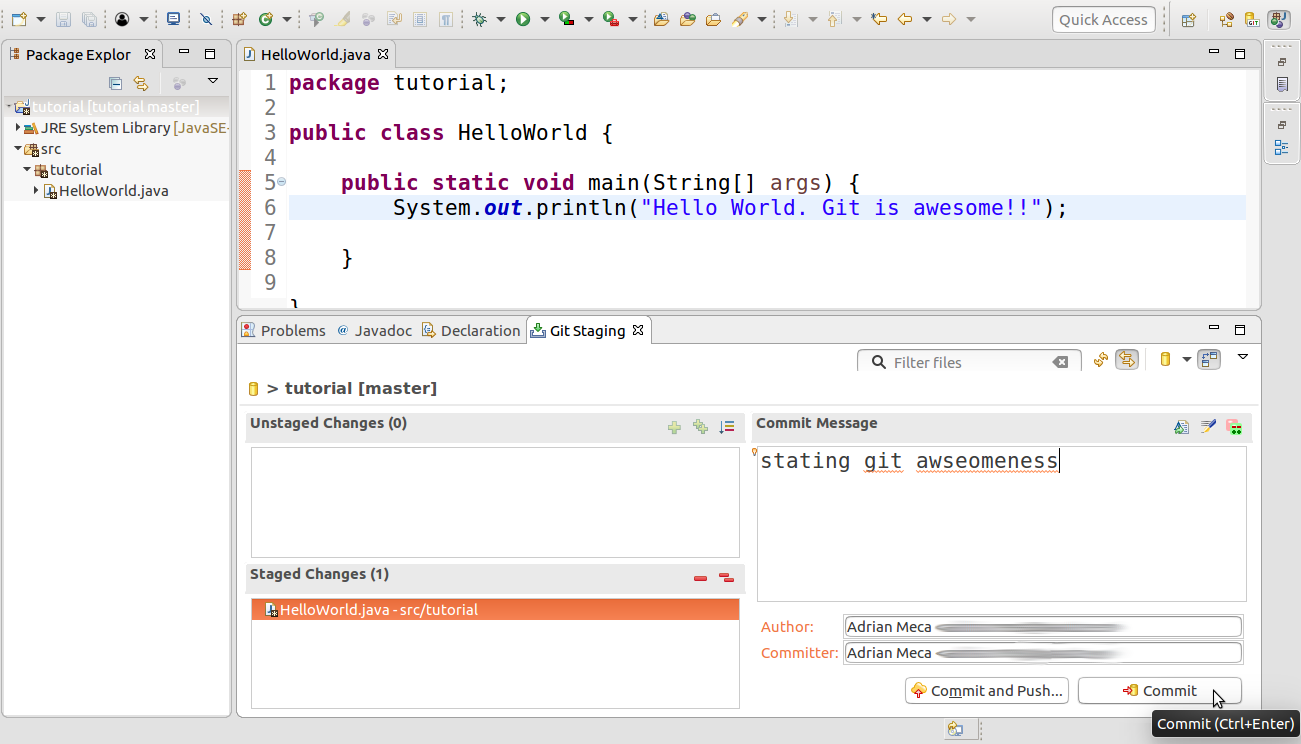 Quick Access
Package Explor
HelloWorld.java
tutorial [tutorial master]
JRE System Library [JavaSE-
src
tutorial
HelloWorld.java
1 package tutorial;
2
3 public class HelloWorld {
4
5 public static void main(String[] args) {
6 System.out.println("Hello World. Git is awesome!!");
7
8 }
9
}
Problems @ Javadoc Declaration Git Staging
Filter files
> tutorial [master]
Unstaged Changes (0)
Commit Message
stating git awseomeness
Staged Changes (1)
HelloWorld.java - src/tutorial
Author: Adrian Meca
Committer: Adrian Meca
Commit and Push... Commit
Commit (Ctrl+Enter)